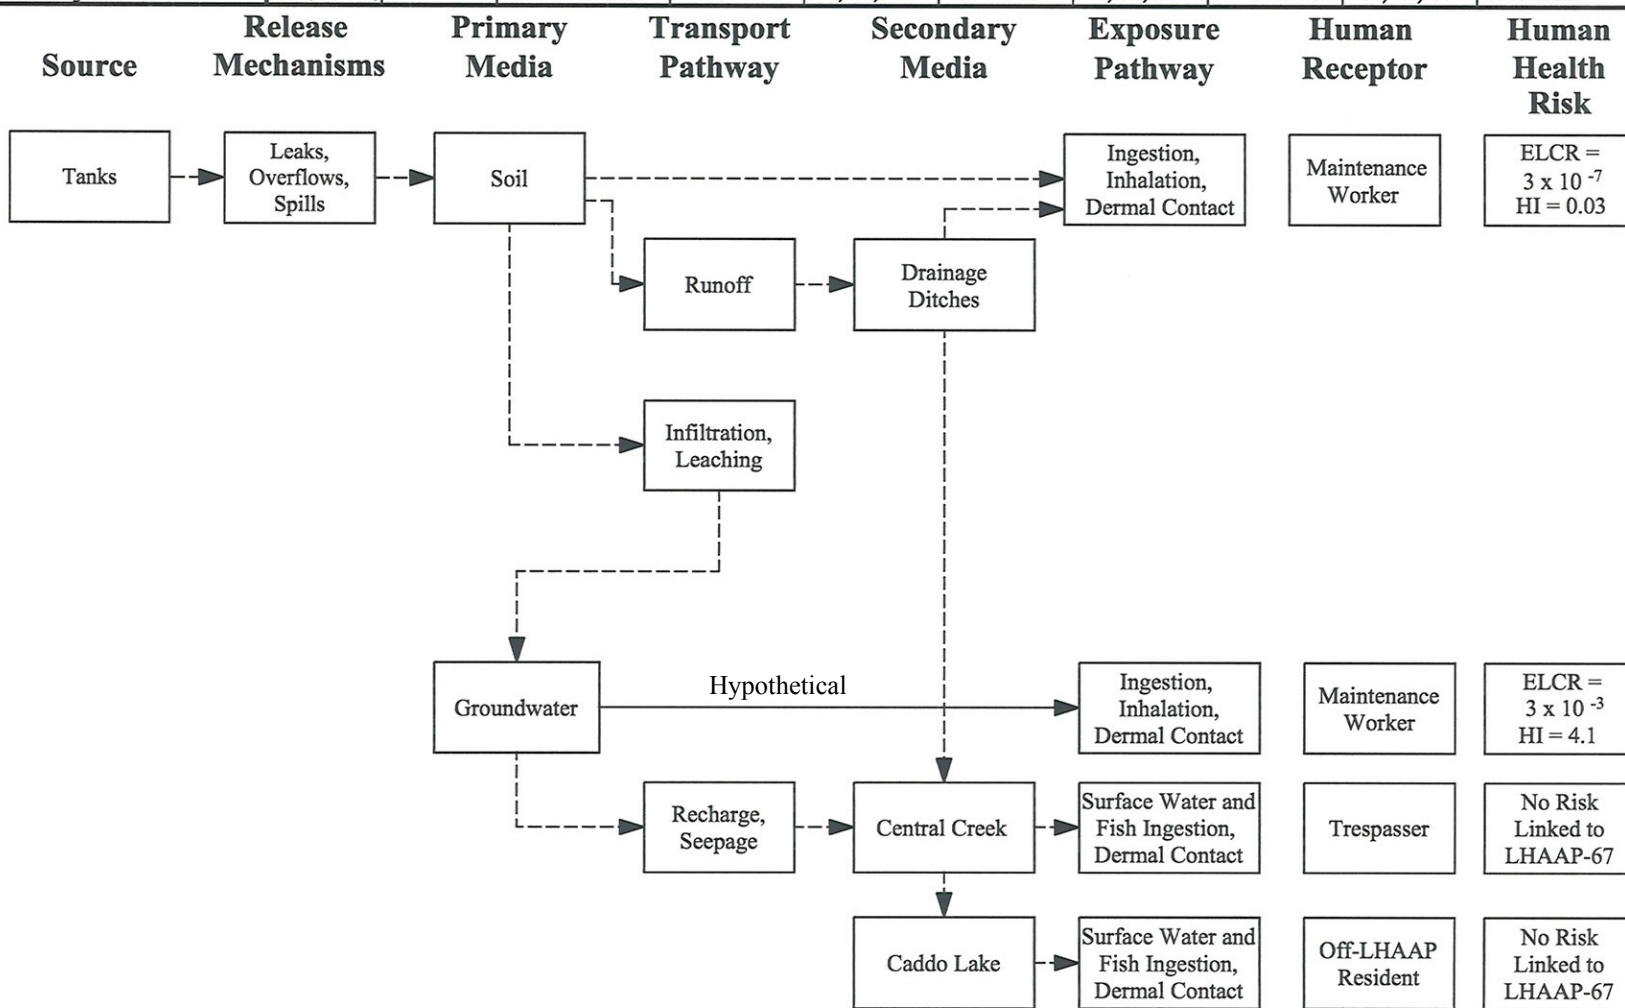 Source
Release
Mechanisms
Primary
Media
Transport
Pathway
Secondary
Media
Exposure
Pathway
Human
Receptor
Human
Health
Risk
Tanks
Leaks,
Overflows,
Spills
Soil
Ingestion,
Inhalation,
Dermal Contact
Maintenance
Worker
ELCR =
3 x 10 -7
HI = 0.03
Runoff
Drainage
Ditches
Infiltration,
Leaching
Groundwater
Hypothetical
Ingestion,
Inhalation,
Dermal Contact
Maintenance
Worker
ELCR =
3 x 10 -3
HI = 4.1
Recharge,
Seepage
Central Creek
Surface Water and
Fish Ingestion,
Dermal Contact
Trespasser
No Risk
Linked to
LHAAP-67
Caddo Lake
Surface Water and
Fish Ingestion,
Dermal Contact
Off-LHAAP
Resident
No Risk
Linked to
LHAAP-67